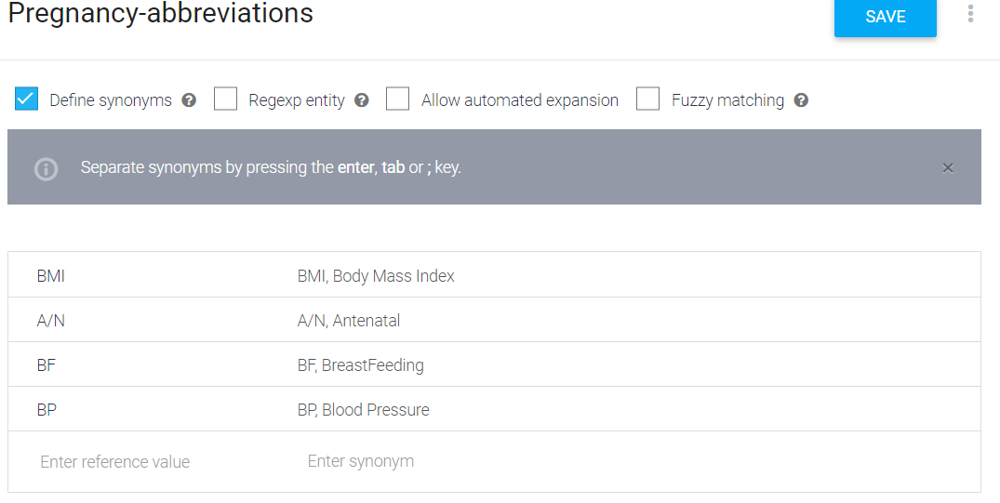 Pregnancy-abbreviations SAVE
Define synonyms ? Regexp entity ? Allow automated expansion Fuzzy matching ?
Separate synonyms by pressing the enter, tab or ; key. ×
BMI BMI, Body Mass Index
A/N A/N, Antenatal
BF BF, BreastFeeding
BP BP, Blood Pressure
Enter reference value Enter synonym